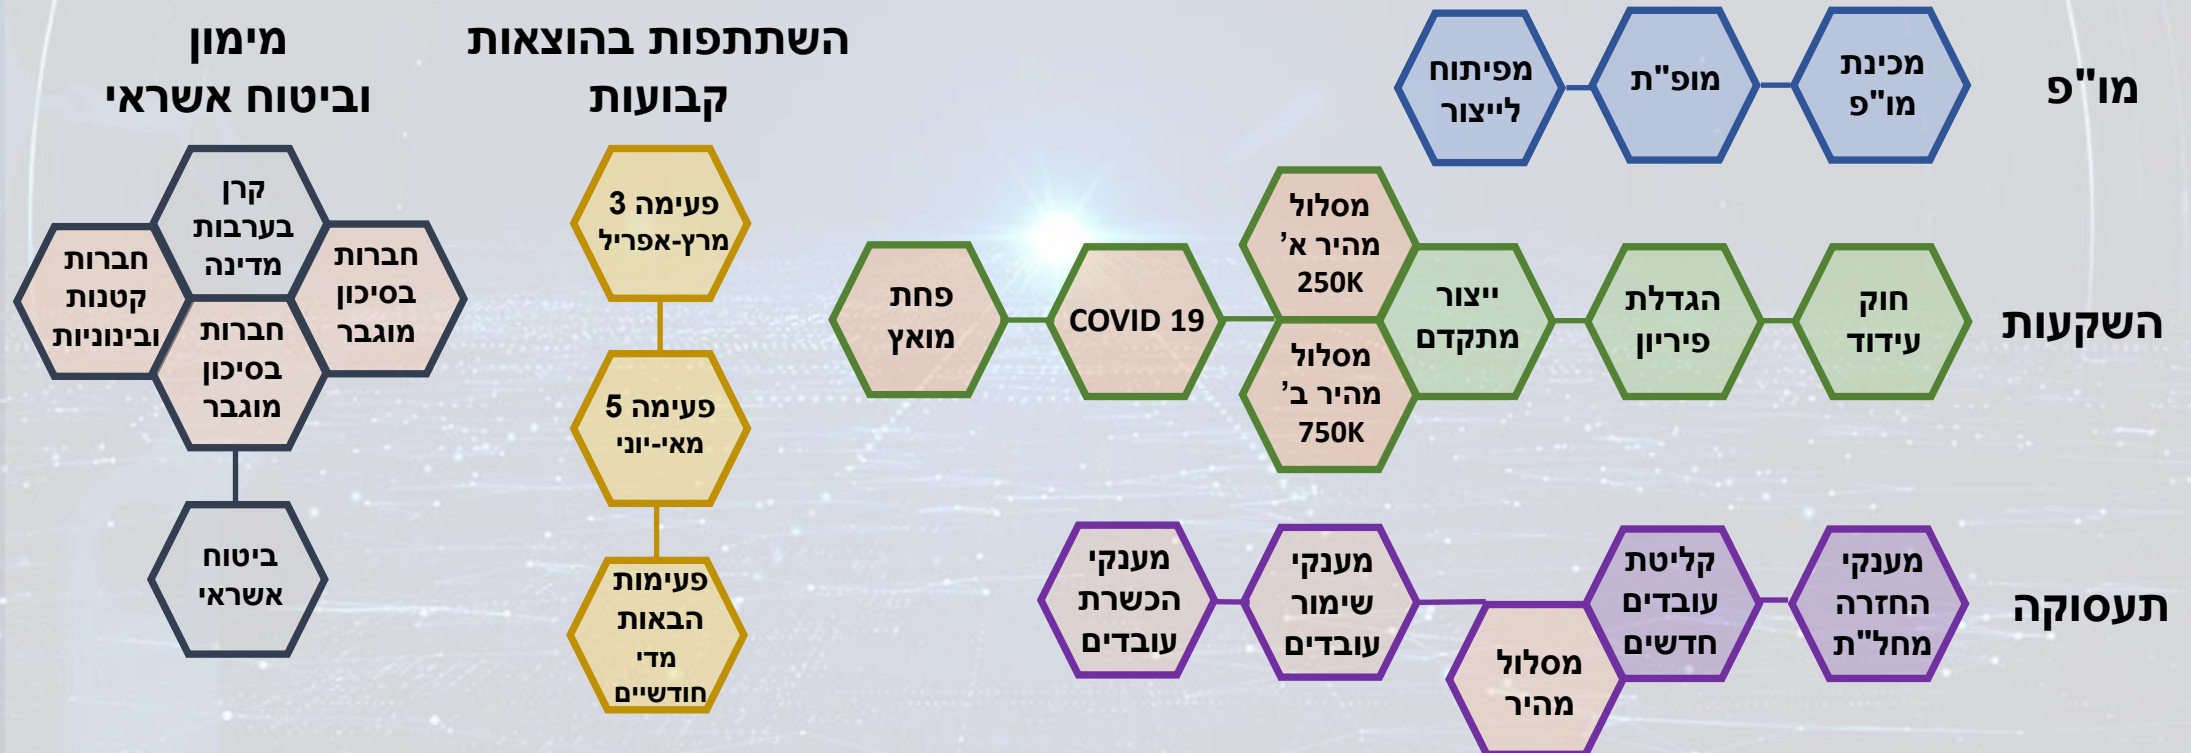 מו"פ
מכינת
מו"פ
מופ"ת
מפיתוח
לייצור
השקעות
חוק
עידוד
הגדלת
פיריון
ייצור
מתקדם
מסלול
מהיר א'
250K
מסלול
מהיר ב'
750K
COVID 19
פחת
מואץ
תעסוקה
מענקי
החזרה
מחל"ת
קליטת
עובדים
חדשים
מסלול
מהיר
מענקי
שימור
עובדים
מענקי
הכשרת
עובדים
השתתפות בהוצאות
קבועות
פעימה 3
מרץ-אפריל
פעימה 5
מאי-יוני
פעימות
הבאות
מדי
חודשיים
מימון
וביטוח אשראי
קרן
בערבות
מדינה
חברות
בסיכון
מוגבר
חברות
בסיכון
מוגבר
חברות
קטנות
ובינוניות
ביטוח
אשראי